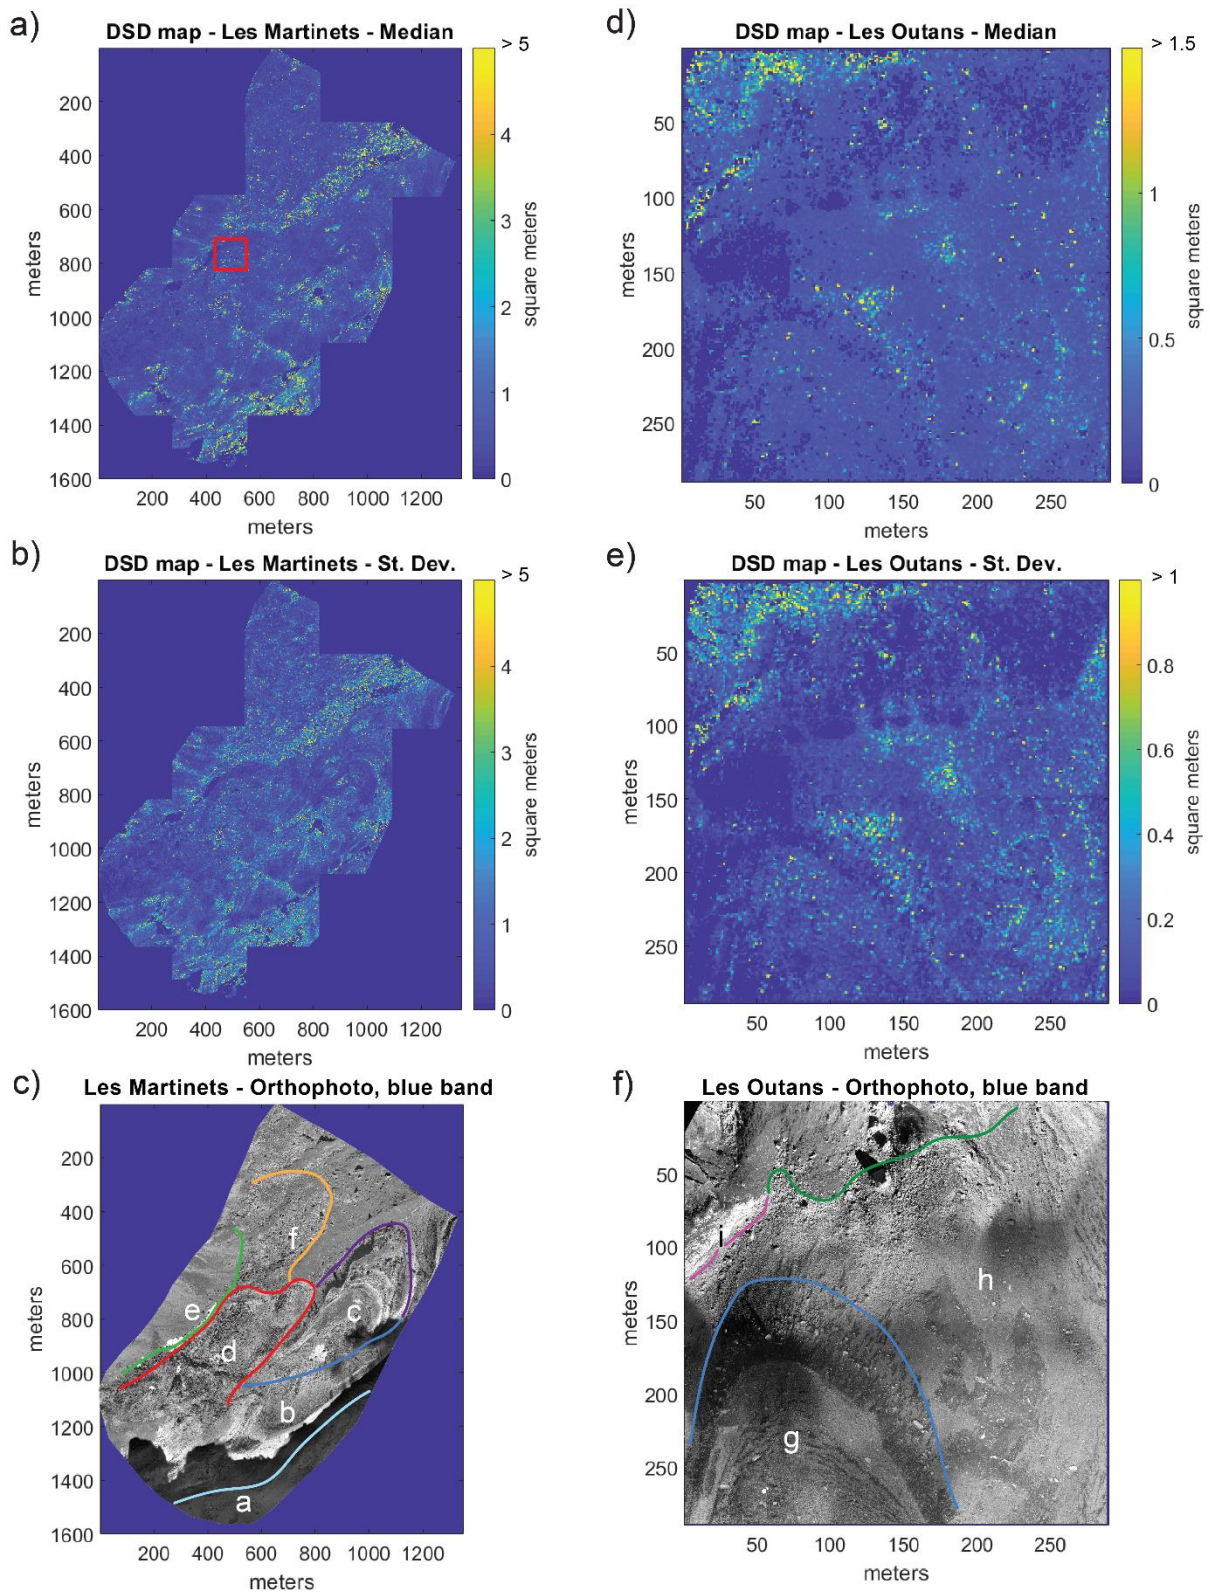 a)
DSD map - Les Martinets - Median
> 5
200
400
600
800
1000
1200
1400
1600
meters
200 400 600 800 1000 1200
meters
5
4
3
2
1
0
square meters
d)
DSD map - Les Outans - Median
> 1.5
50
100
150
200
250
meters
50 100 150 200 250
meters
1
0.5
0
square meters
b)
DSD map - Les Martinets - St. Dev.
> 5
200
400
600
800
1000
1200
1400
1600
meters
200 400 600 800 1000 1200
meters
4
3
2
1
0
square meters
e)
DSD map - Les Outans - St. Dev.
> 1
50
100
150
200
250
meters
50 100 150 200 250
meters
0.8
0.6
0.4
0.2
0
square meters
c)
Les Martinets - Orthophoto, blue band
200
400
600
800
1000
1200
1400
1600
meters
f
e
c
d
b
a
200 400 600 800 1000 1200
meters
f)
Les Outans - Orthophoto, blue band
50
100
150
200
250
meters
i
h
g
50 100 150 200 250
meters